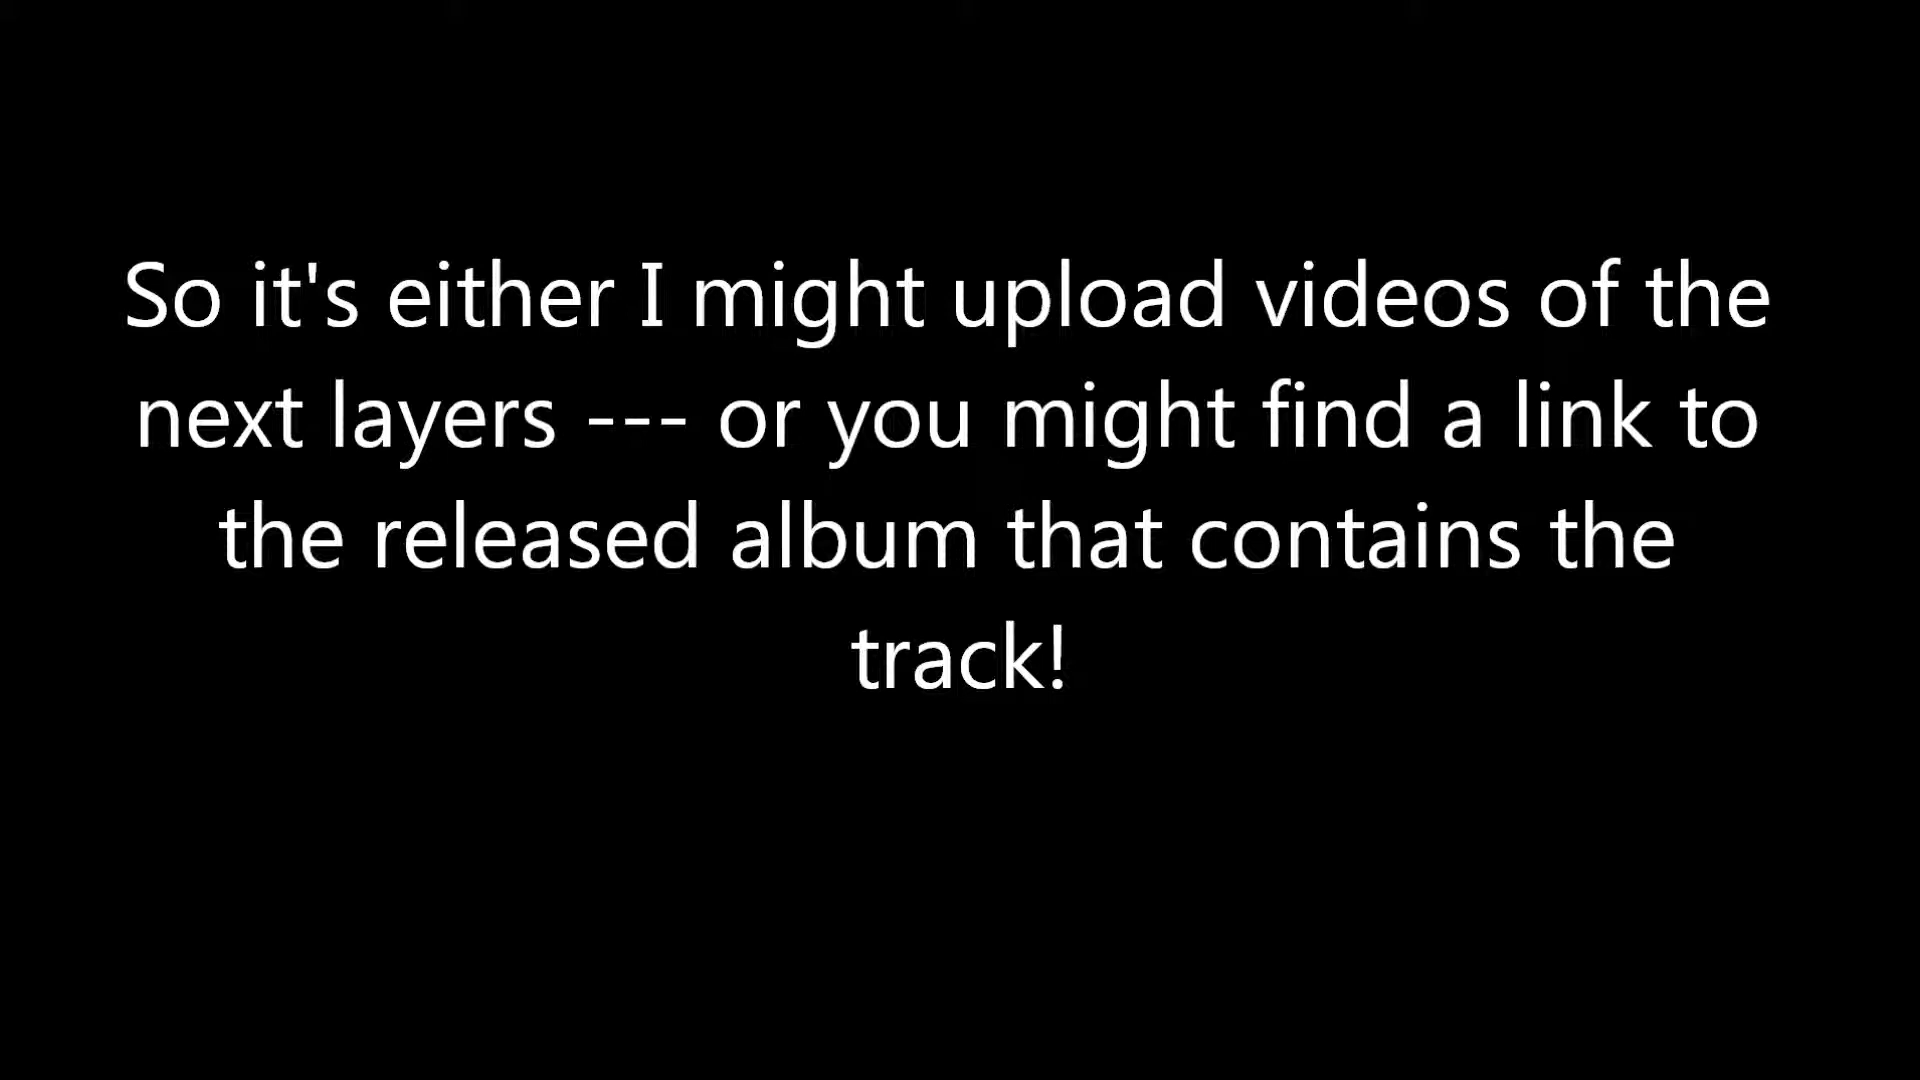 So it's either I might upload videos of the
next layers --- or you might find a link to
the released album that contains the
track!